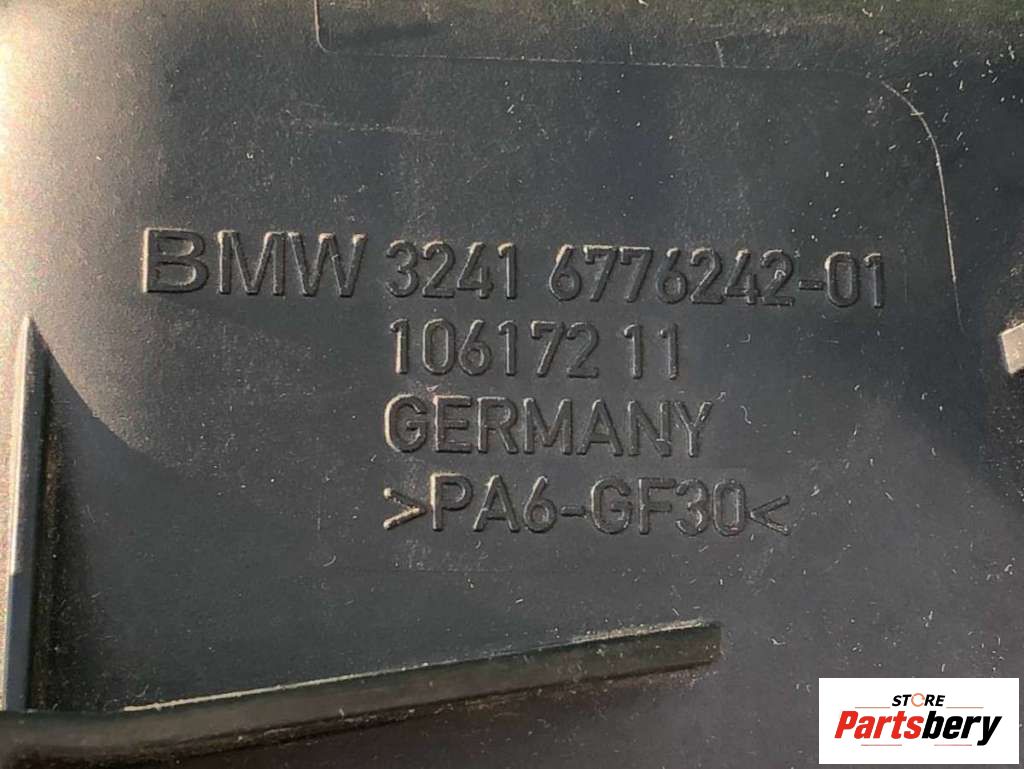 BMW 3241 6776242-01
106172 11
GERMANY
>PA6-GF30<
STORE
Partsbery